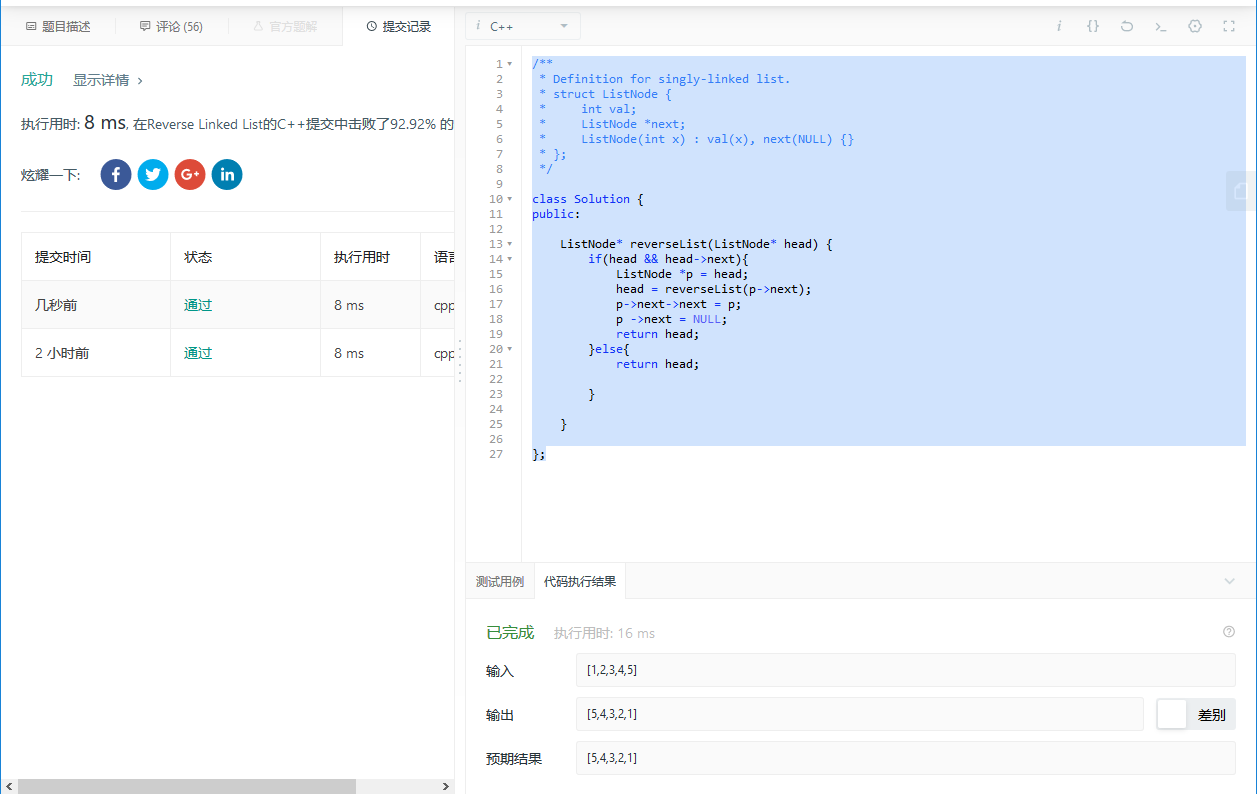 题目描述
评论 (56)
官方题解
提交记录
成功 显示详情 >
执行用时: 8 ms, 在Reverse Linked List的C++提交中击败了92.92% 的
炫耀一下:
提交时间 状态 执行用时 语言
几秒前 通过 8 ms cpp
2 小时前 通过 8 ms cpp
i C++
1 /**
2 * Definition for singly-linked list.
3 * struct ListNode {
4 *     int val;
5 *     ListNode *next;
6 *     ListNode(int x) : val(x), next(NULL) {}
7 * };
8 */
9
10 class Solution {
11 public:
12
13     ListNode* reverseList(ListNode* head) {
14         if(head && head->next){
15             ListNode *p = head;
16             head = reverseList(p->next);
17             p->next->next = p;
18             p ->next = NULL;
19             return head;
20         }else{
21             return head;
22
23         }
24
25     }
26
27 };
测试用例 代码执行结果
已完成 执行用时: 16 ms
输入 [1,2,3,4,5]
输出 [5,4,3,2,1] 差别
预期结果 [5,4,3,2,1]